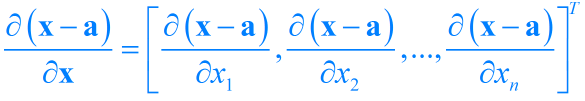 ∂(𝐱 − 𝐚)/∂𝐱 = [∂(𝐱 − 𝐚)/∂x₁, ∂(𝐱 − 𝐚)/∂x₂, ..., ∂(𝐱 − 𝐚)/∂xₙ]ᵀ